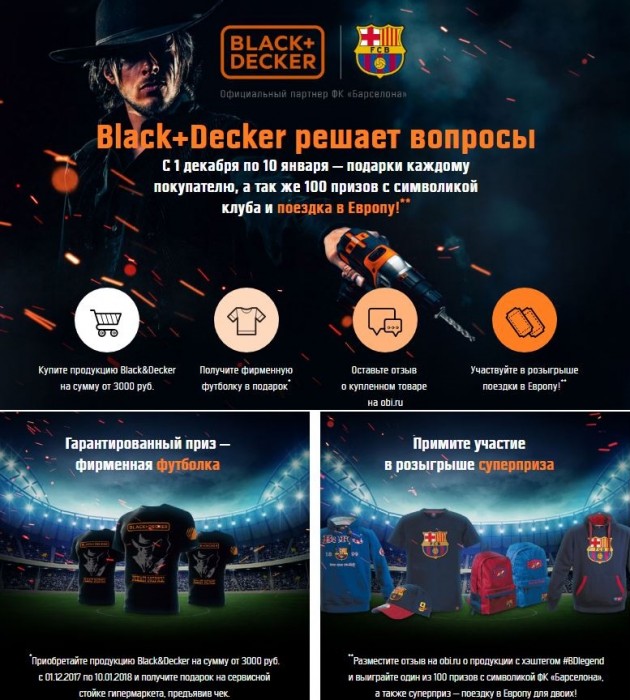 BLACK+
DECKER
FCB
Официальный партнер ФК «Барселона»
Black+Decker решает вопросы
С 1 декабря по 10 января — подарки каждому
покупателю, а так же 100 призов с символикой
клуба и поездка в Европу!**
Купите продукцию Black&Decker
на сумму от 3000 руб.
Получите фирменную
футболку в подарок*
Оставьте отзыв
о купленном товаре
на obi.ru
Участвуйте в розыгрыше
поездки в Европу!**
Гарантированный приз —
фирменная футболка
BLACK+DECKER
Примите участие
в розыгрыше суперприза
*Приобретайте продукцию Black&Decker на сумму от 3000 руб.
с 01.12.2017 по 10.01.2018 и получите подарок на сервисной
стойке гипермаркета, предъявив чек.
**Разместите отзыв на obi.ru о продукции с хэштегом #BDlegend
и выиграйте один из 100 призов с символикой ФК «Барселона»,
а также суперприз — поездку в Европу для двоих!